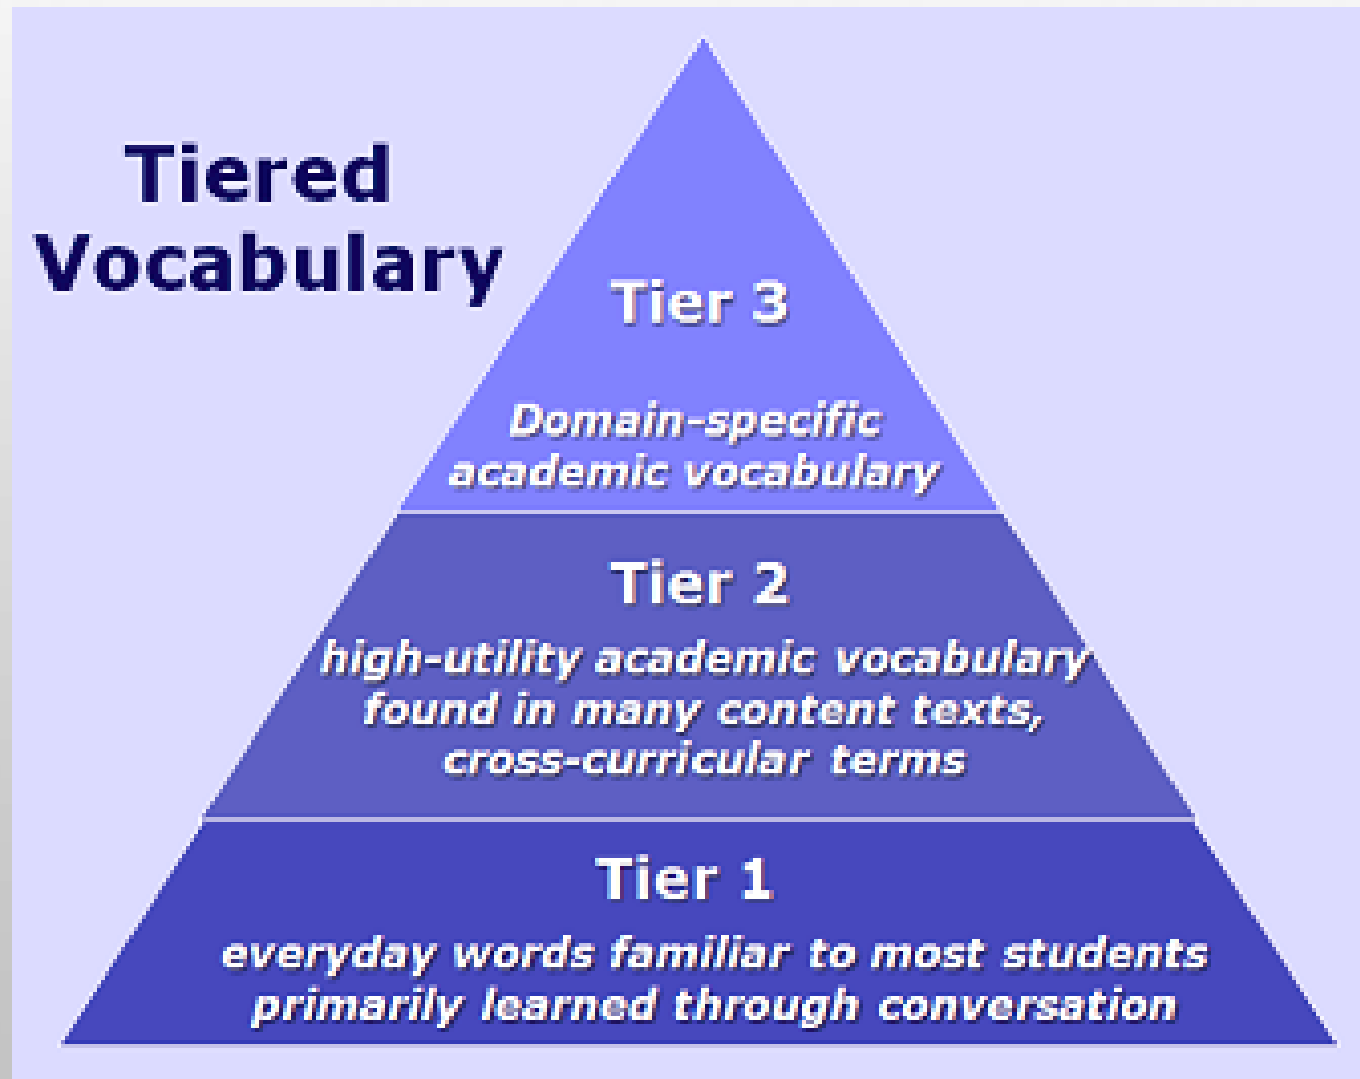 Tiered
Vocabulary
Tier 3
Domain-specific
academic vocabulary
Tier 2
high-utility academic vocabulary
found in many content texts,
cross-curricular terms
Tier 1
everyday words familiar to most students
primarily learned through conversation